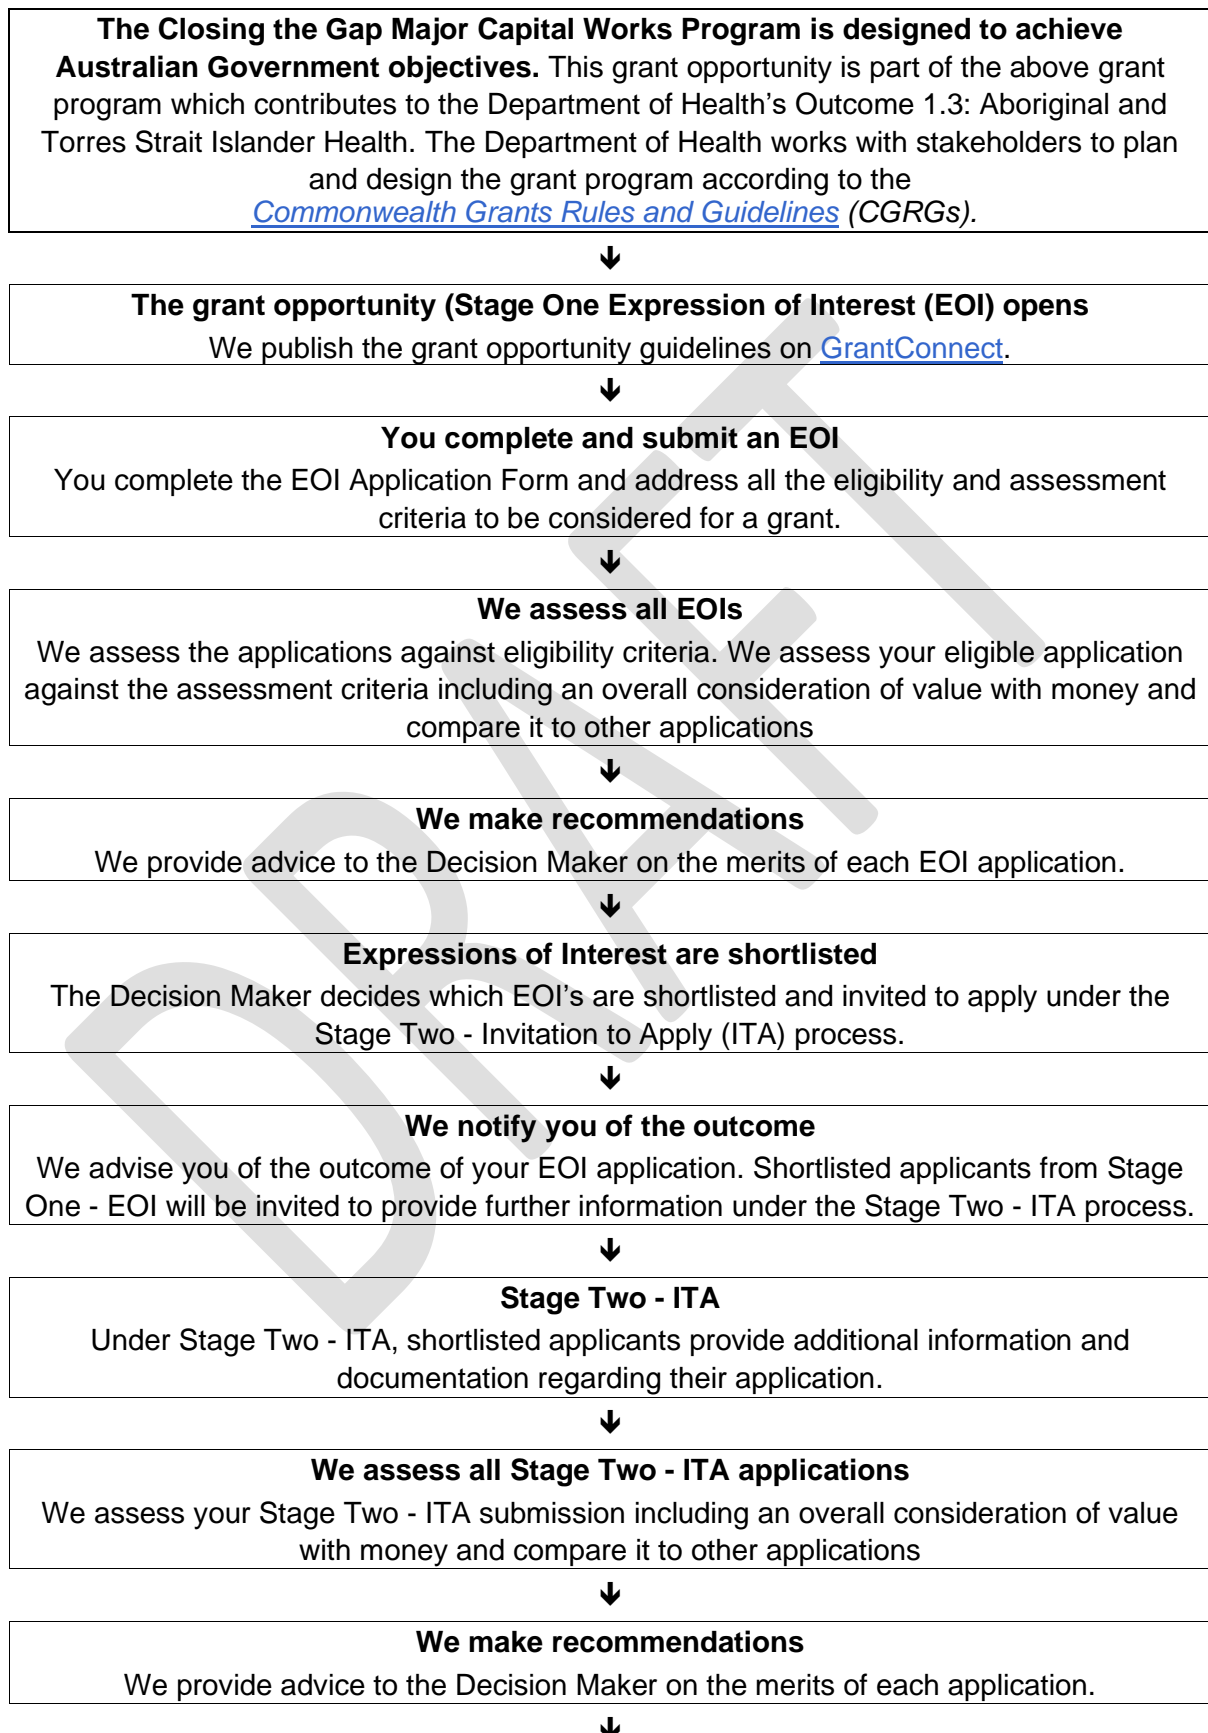 The Closing the Gap Major Capital Works Program is designed to achieve
Australian Government objectives. This grant opportunity is part of the above grant
program which contributes to the Department of Health’s Outcome 1.3: Aboriginal and
Torres Strait Islander Health. The Department of Health works with stakeholders to plan
and design the grant program according to the
Commonwealth Grants Rules and Guidelines (CGRGs).
The grant opportunity (Stage One Expression of Interest (EOI) opens
We publish the grant opportunity guidelines on GrantConnect.
You complete and submit an EOI
You complete the EOI Application Form and address all the eligibility and assessment
criteria to be considered for a grant.
We assess all EOIs
We assess the applications against eligibility criteria. We assess your eligible application
against the assessment criteria including an overall consideration of value with money and
compare it to other applications
We make recommendations
We provide advice to the Decision Maker on the merits of each EOI application.
Expressions of Interest are shortlisted
The Decision Maker decides which EOI’s are shortlisted and invited to apply under the
Stage Two - Invitation to Apply (ITA) process.
We notify you of the outcome
We advise you of the outcome of your EOI application. Shortlisted applicants from Stage
One - EOI will be invited to provide further information under the Stage Two - ITA process.
Stage Two - ITA
Under Stage Two - ITA, shortlisted applicants provide additional information and
documentation regarding their application.
We assess all Stage Two - ITA applications
We assess your Stage Two - ITA submission including an overall consideration of value
with money and compare it to other applications
We make recommendations
We provide advice to the Decision Maker on the merits of each application.
DRAFT